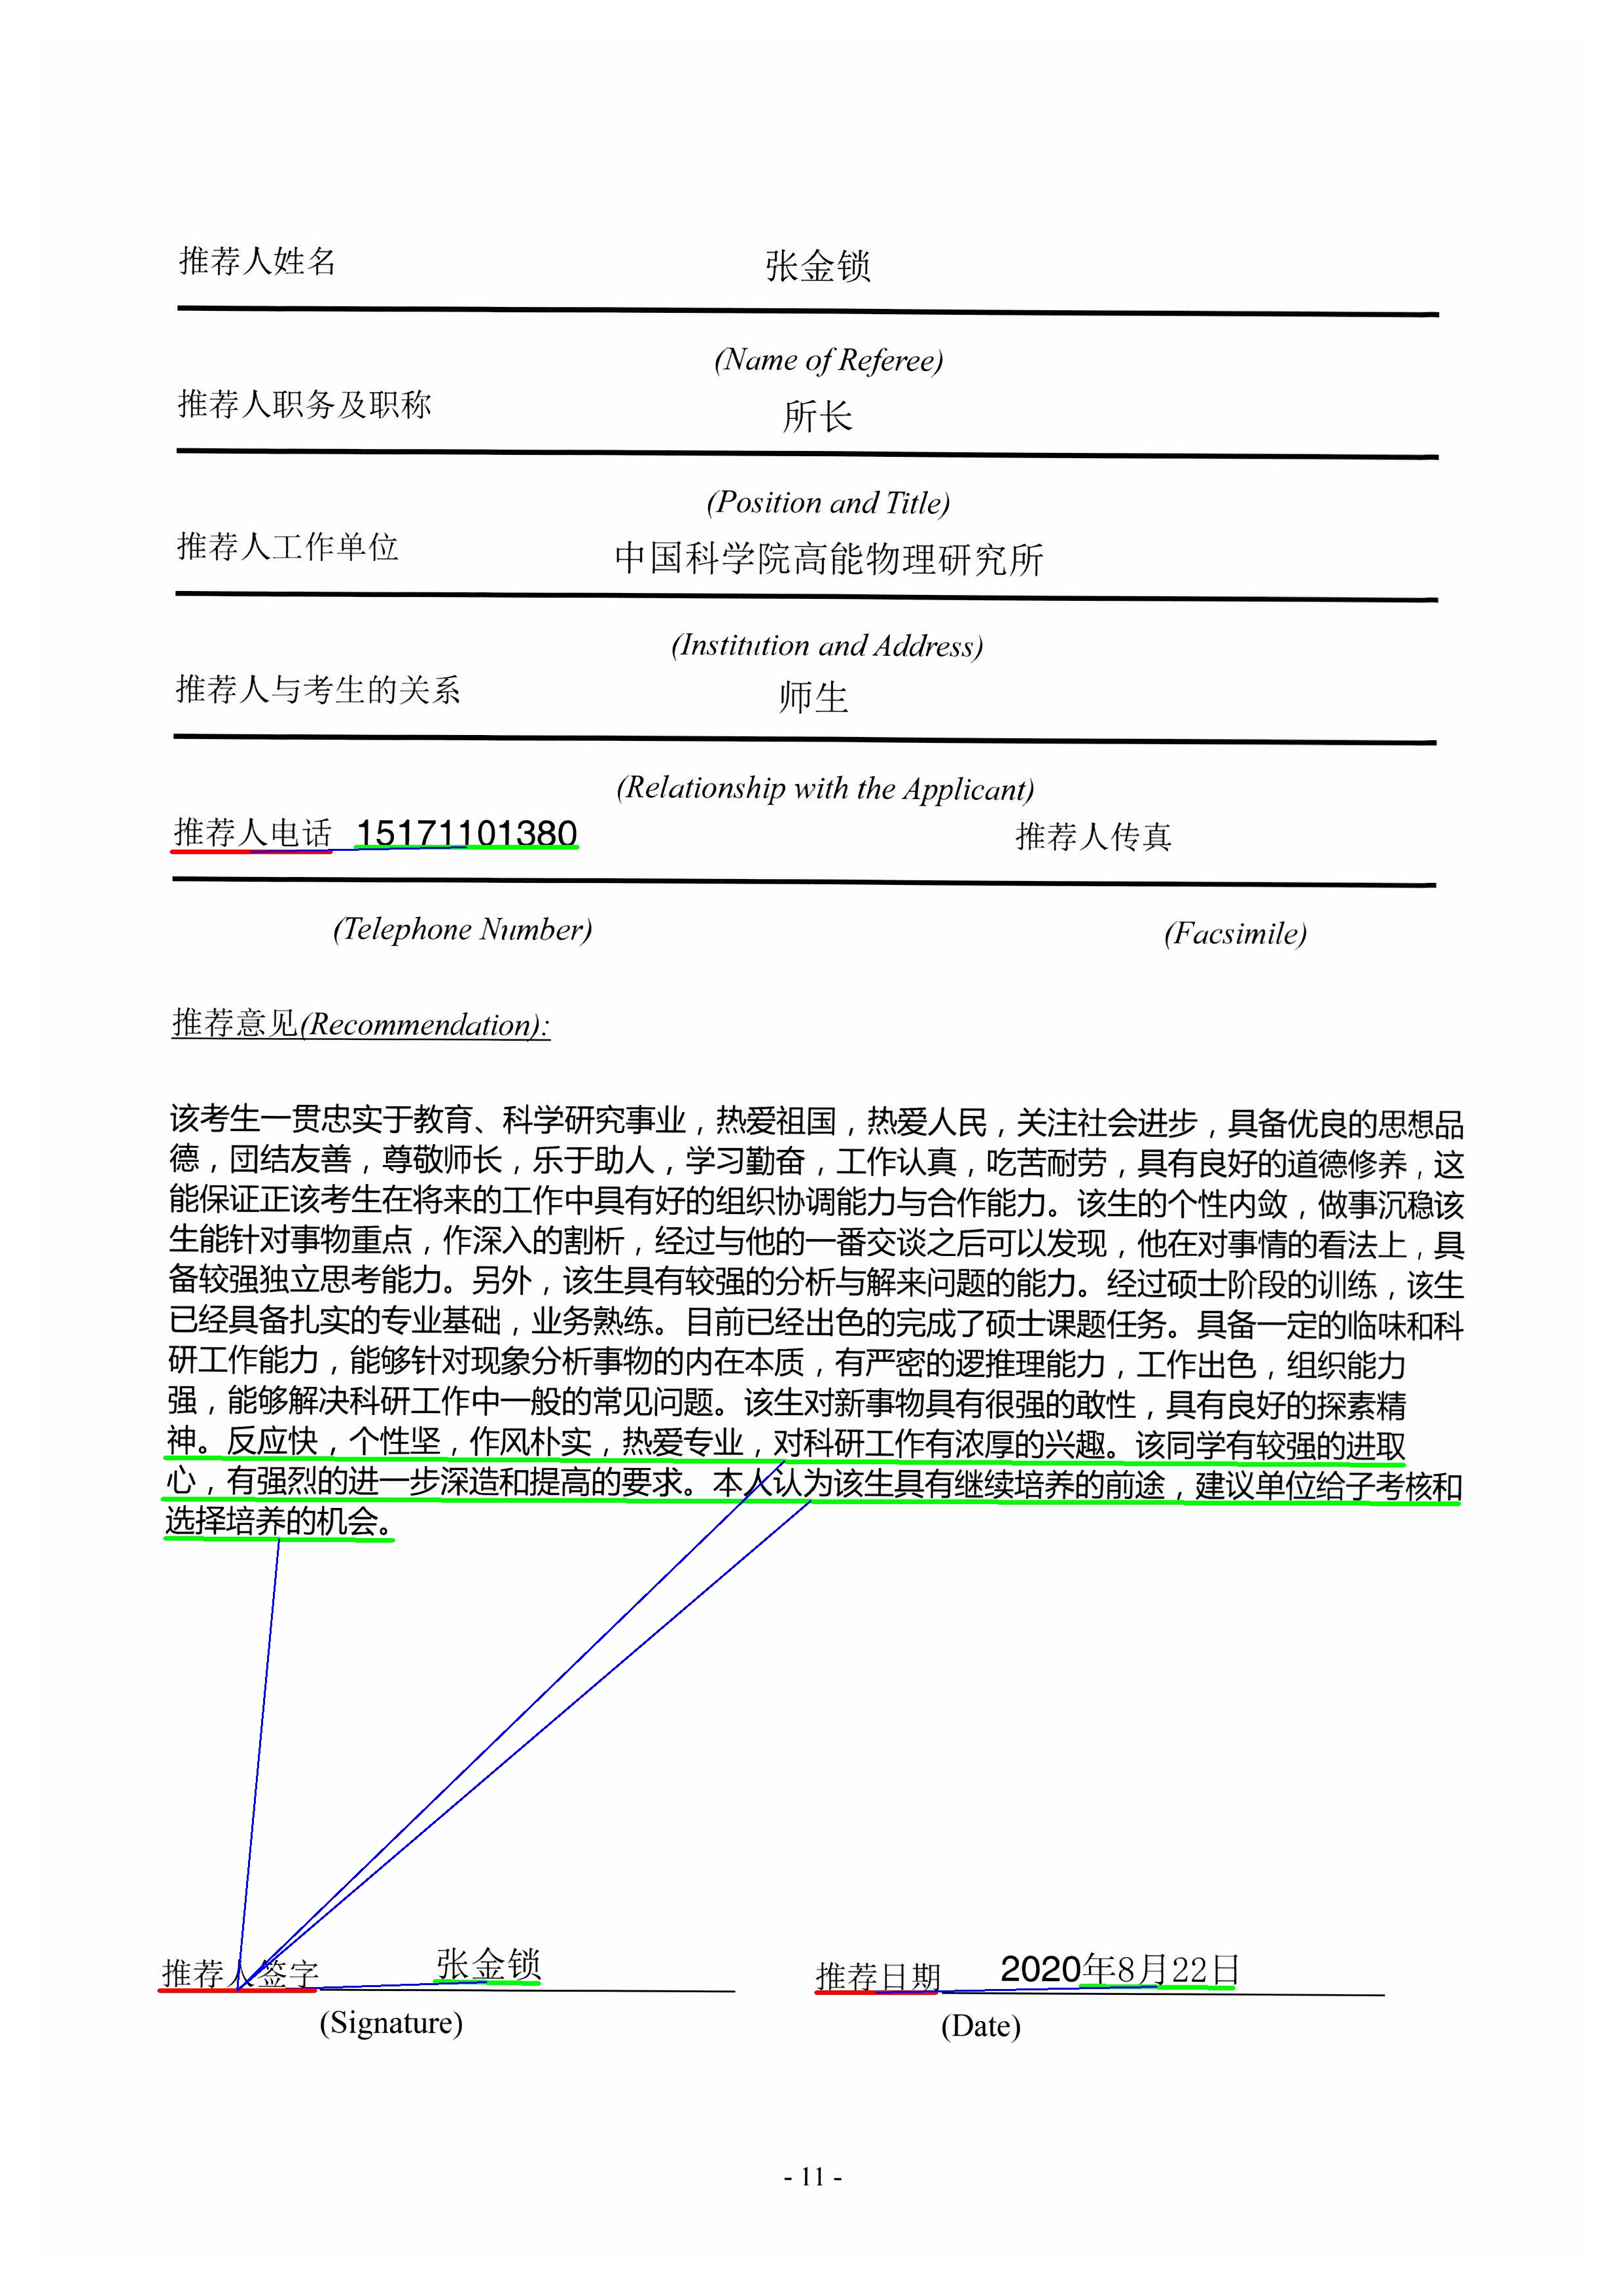 推荐人姓名 张金锁
(Name of Referee)
推荐人职务及职称 所长
(Position and Title)
推荐人工作单位 中国科学院高能物理研究所
(Institution and Address)
推荐人与考生的关系 师生
(Relationship with the Applicant)
推荐人电话 15171101380 推荐人传真
(Telephone Number) (Facsimile)
推荐意见(Recommendation):
该考生一贯忠实于教育、科学研究事业，热爱祖国，热爱人民，关注社会进步，具备优良的思想品
德，团结友善，尊敬师长，乐于助人，学习勤奋，工作认真，吃苦耐劳，具有良好的道德修养，这
能保证正该考生在将来的工作中具有好的组织协调能力与合作能力。该生的个性内敛，做事沉稳该
生能针对事物重点，作深入的割析，经过与他的一番交谈之后可以发现，他在对事情的看法上，具
备较强独立思考能力。另外，该生具有较强的分析与解来问题的能力。经过硕士阶段的训练，该生
已经具备扎实的专业基础，业务熟练。目前已经出色的完成了硕士课题任务。具备一定的临味和科
研工作能力，能够针对现象分析事物的内在本质，有严密的逻推理能力，工作出色，组织能力
强，能够解决科研工作中一般的常见问题。该生对新事物具有很强的敢性，具有良好的探素精
神。反应快，个性坚，作风朴实，热爱专业，对科研工作有浓厚的兴趣。该同学有较强的进取
心，有强烈的进一步深造和提高的要求。本人认为该生具有继续培养的前途，建议单位给子考核和
选择培养的机会。
推荐人签字 张金锁 推荐日期 2020年8月22日
(Signature) (Date)
- 11 -